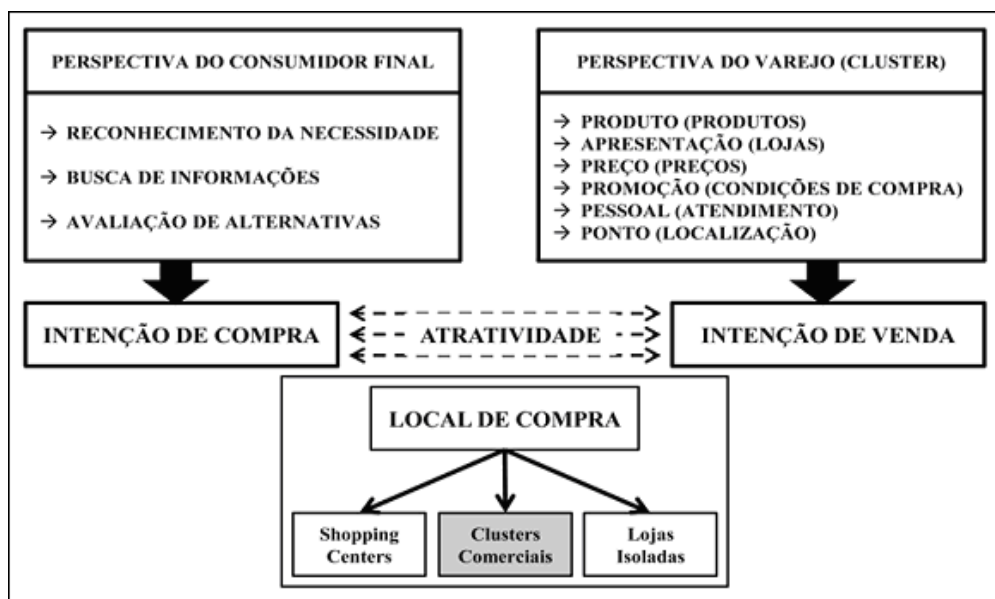 PERSPECTIVA DO CONSUMIDOR FINAL
→ RECONHECIMENTO DA NECESSIDADE
→ BUSCA DE INFORMAÇÕES
→ AVALIAÇÃO DE ALTERNATIVAS
PERSPECTIVA DO VAREJO (CLUSTER)
→ PRODUTO (PRODUTOS)
→ APRESENTAÇÃO (LOJAS)
→ PREÇO (PREÇOS)
→ PROMOÇÃO (CONDIÇÕES DE COMPRA)
→ PESSOAL (ATENDIMENTO)
→ PONTO (LOCALIZAÇÃO)
INTENÇÃO DE COMPRA
ATRATIVIDADE
INTENÇÃO DE VENDA
LOCAL DE COMPRA
Shopping
Centers
Clusters
Comerciais
Lojas
Isoladas